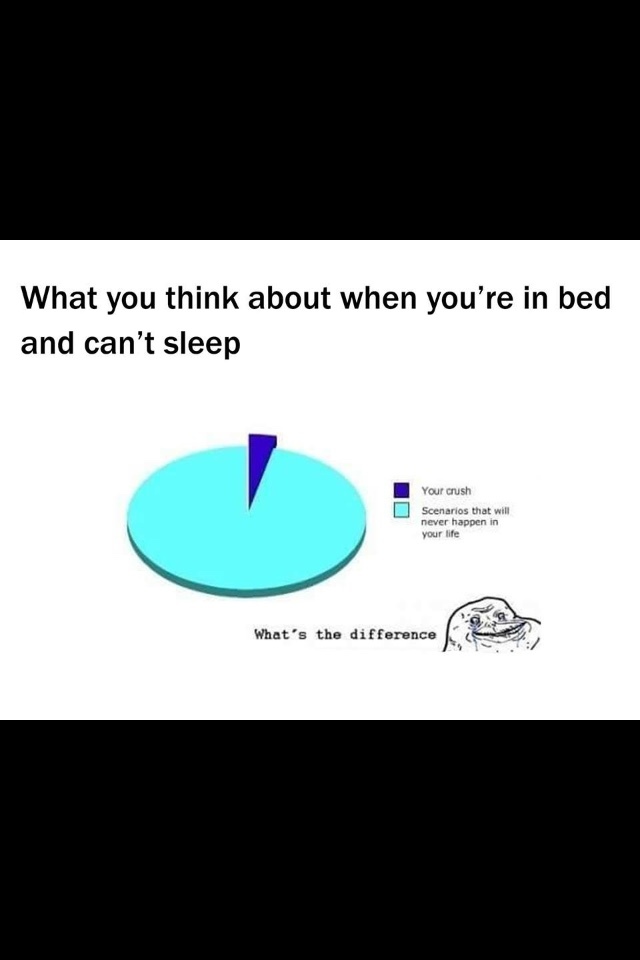 What you think about when you’re in bed
and can’t sleep
Your crush
Scenarios that will
never happen in
your life
What's the difference